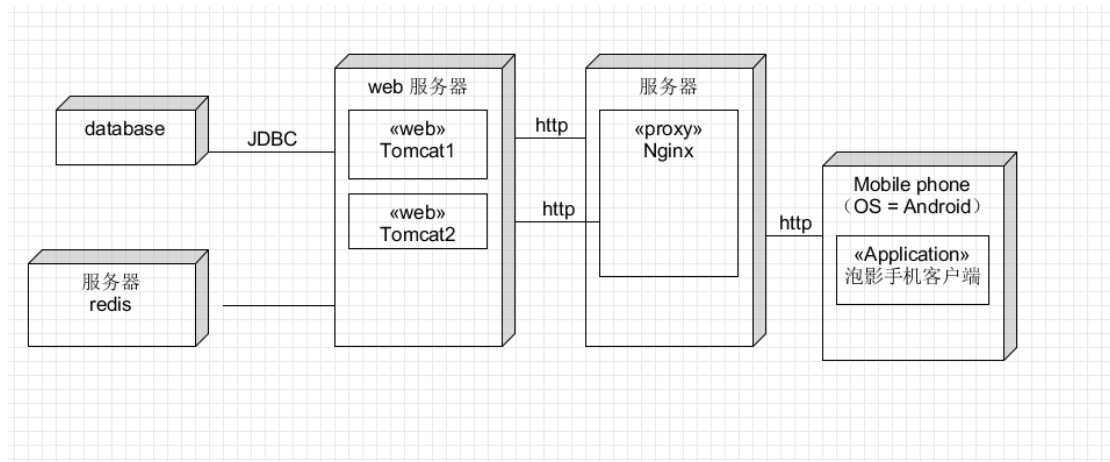 database
JDBC
服务器
redis
web 服务器
«web»
Tomcat1
«web»
Tomcat2
http
http
服务器
«proxy»
Nginx
http
Mobile phone
（OS = Android）
«Application»
泡影手机客户端